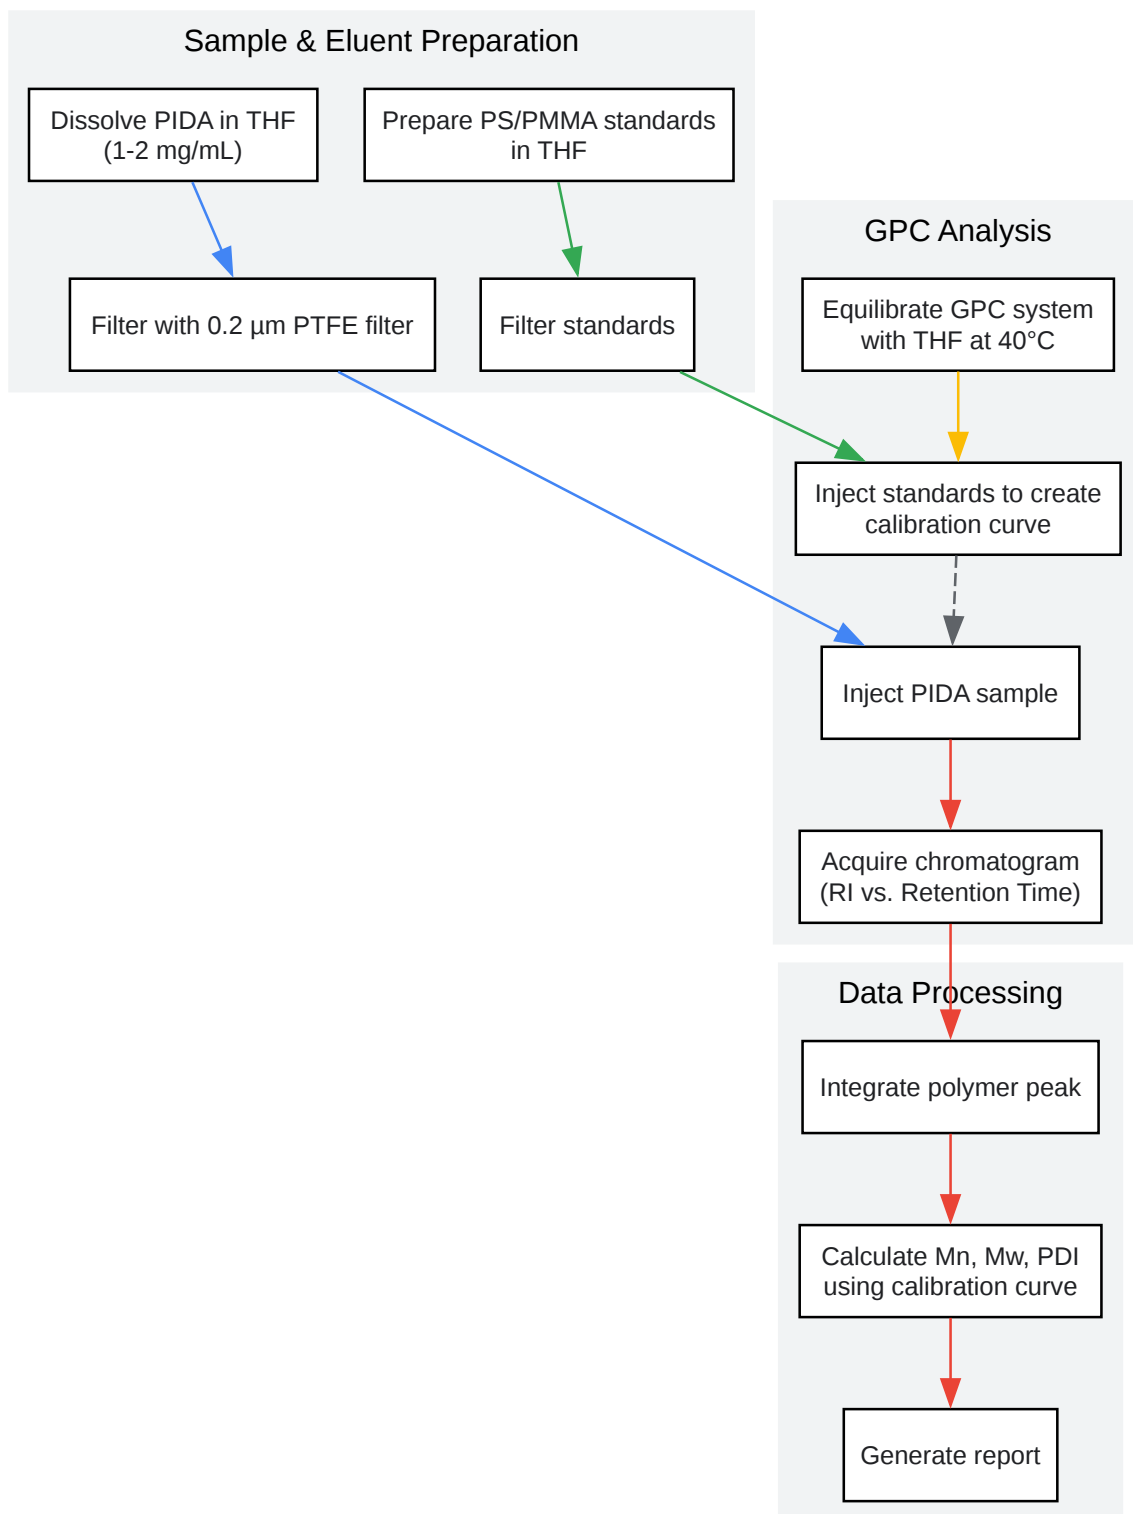 Sample & Eluent Preparation
Dissolve PIDA in THF
(1-2 mg/mL)
Prepare PS/PMMA standards
in THF
Filter with 0.2 µm PTFE filter
Filter standards
GPC Analysis
Equilibrate GPC system
with THF at 40°C
Inject standards to create
calibration curve
Inject PIDA sample
Acquire chromatogram
(RI vs. Retention Time)
Data Processing
Integrate polymer peak
Calculate Mn, Mw, PDI
using calibration curve
Generate report